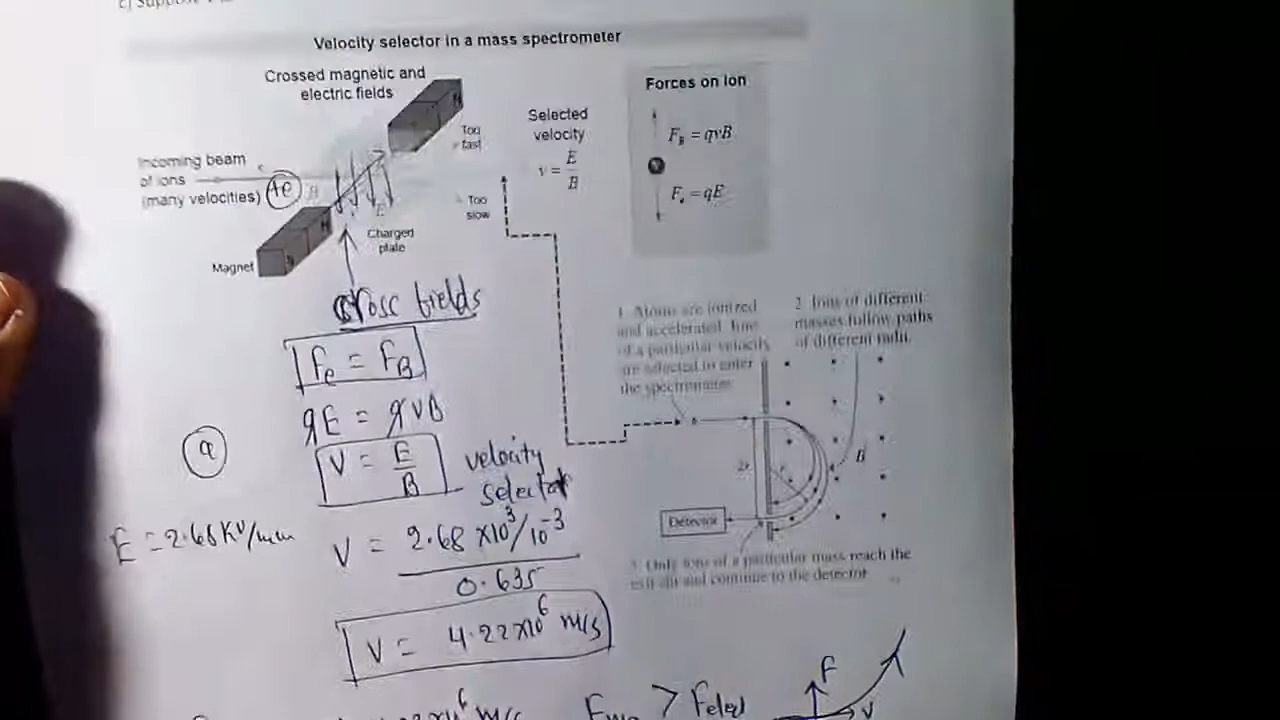 c) Suppose
Velocity selector in a mass spectrometer
Crossed magnetic and
electric fields
Incoming beam
of ions
(many velocities)
+e
B
E
N
Too
fast
Too
slow
Charged
plate
Magnet
Selected
velocity
v = E/B
Forces on Ion
F_B = qvB
F_e = qE
cross fields
Fe = FB
qE = qVB
a
V = E/B
velocity
selector
E = 2.68 KV/mm
V = 2.68 x10^3/10^-3 / 0.635
V = 4.22x10^6 m/s
1 Atoms are ionized
and accelerated. Ions
of a particular velocity
are selected to enter
the spectrometer.
2 Ions of different
masses follow paths
of different radii.
2r
r
B
Detector
3 Only ions of a particular mass reach the
exit slit and continue to the detector.
m/s
> Felec
F
V